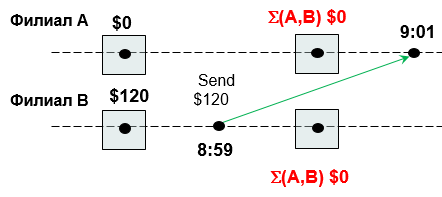 Филиал A $0 Σ(A,B) $0 9:01
Филиал B $120 Send
$120
8:59
Σ(A,B) $0